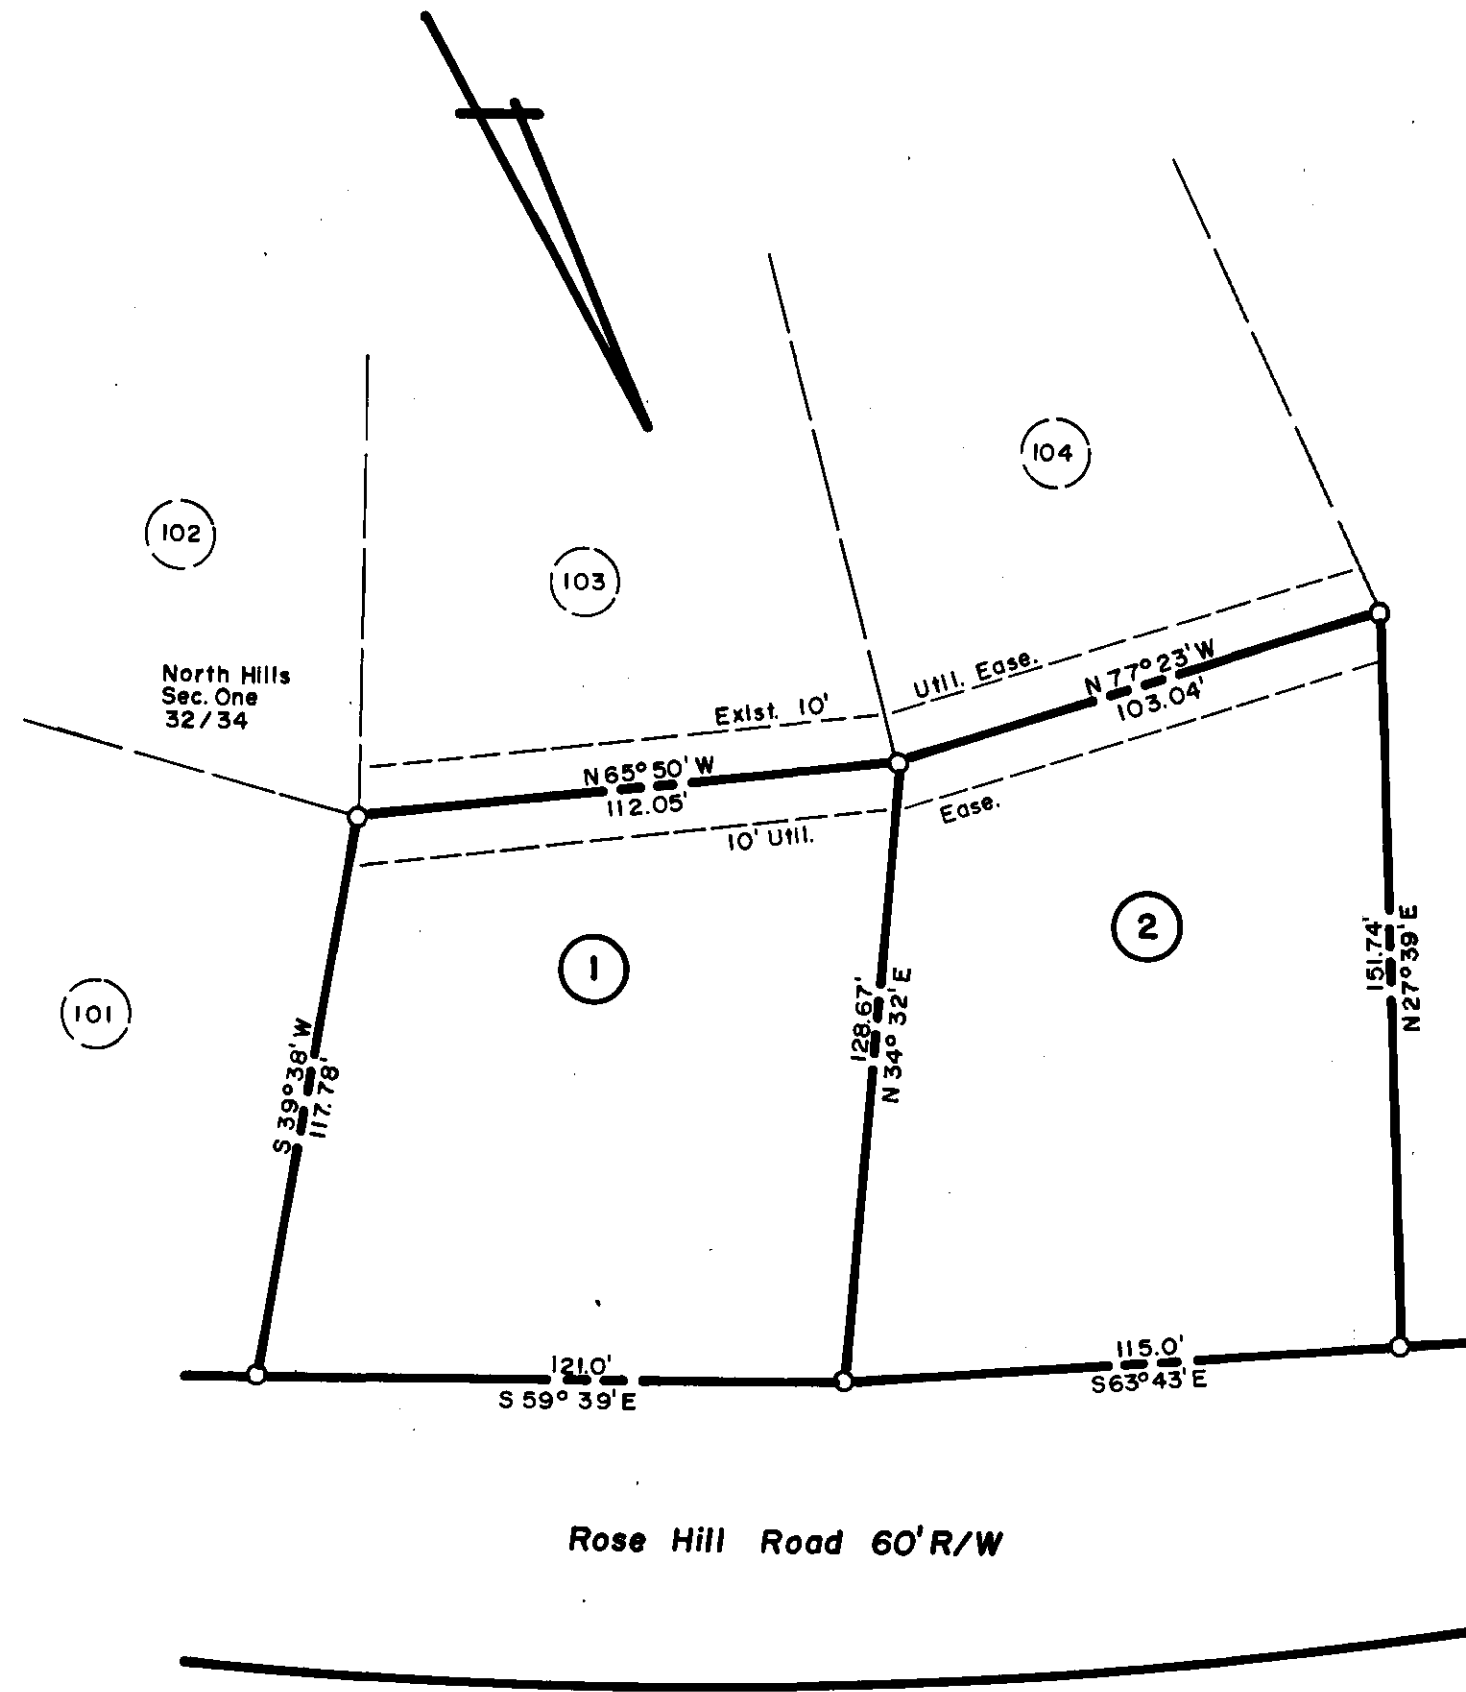 104
102
103
North Hills
Sec. One
32/34
Util. Ease.
N 77° 23' W
103.04'
Exist. 10'
N 65° 50' W
112.05'
10' Util.
Ease.
1
2
101
S 39° 38' W
117.78'
128.67'
N 34° 32' E
151.74'
N 27° 39' E
121.0'
S 59° 39' E
115.0'
S 63° 43' E
Rose Hill Road 60' R/W